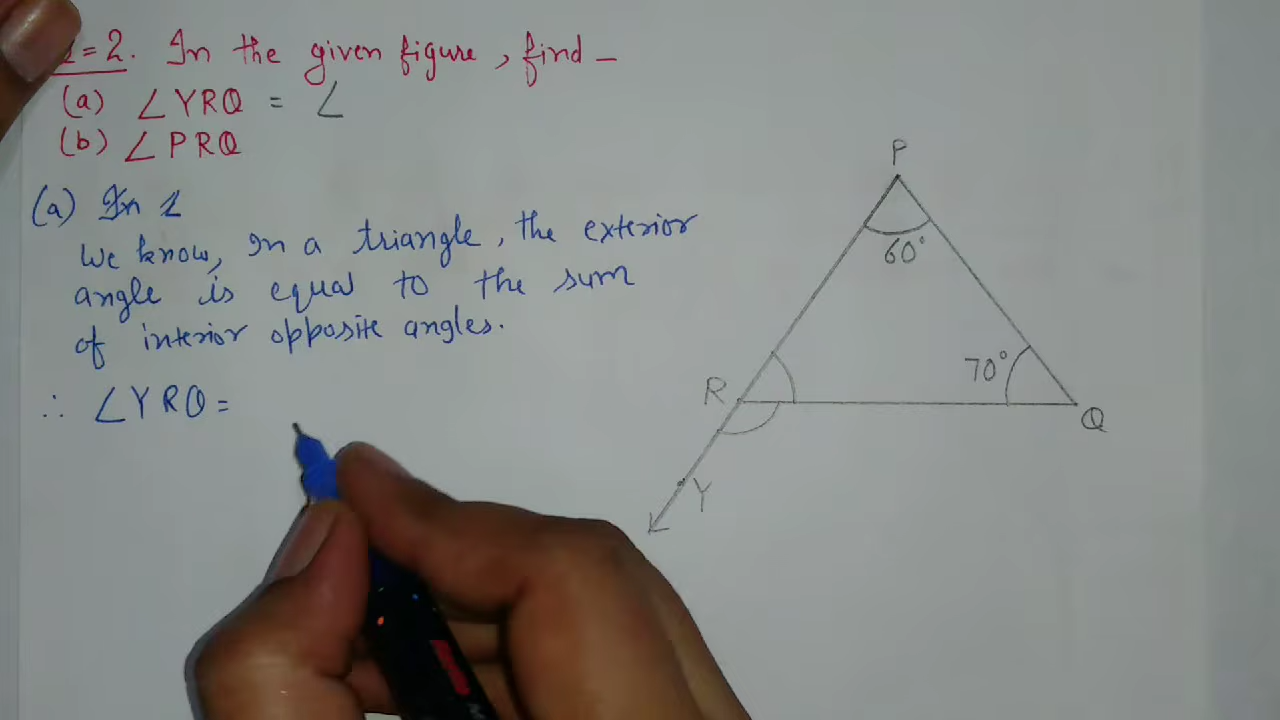 =2. In the given figure, find –
(a) ∠YRQ = ∠
(b) ∠PRQ
(a) In
We know, In a triangle, the exterior
angle is equal to the sum
of interior opposite angles.
∴ ∠YRQ =
P
60°
70°
R
Q
Y